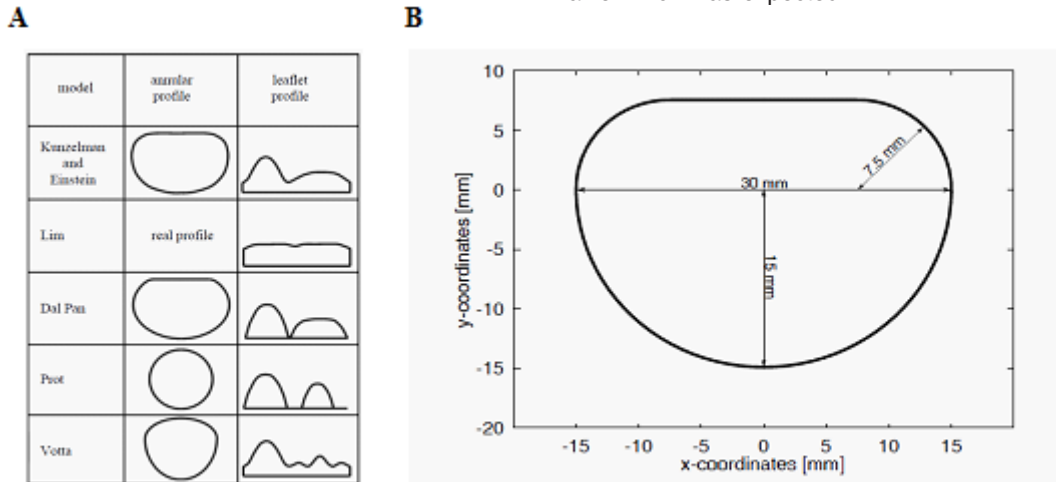 A
B
model
annular
profile
leaflet
profile
Kunzelman
and
Einstein
Lim
real profile
Dal Pan
Prot
Votta
10
5
0
-5
-10
-15
-20
-15
-10
-5
0
5
10
15
y-coordinates [mm]
x-coordinates [mm]
30 mm
7.5 mm
15 mm